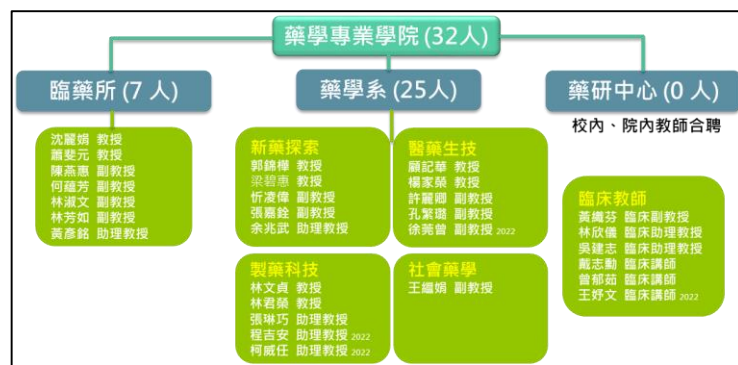 藥學專業學院 (32人)
臨藥所 (7 人)
沈麗娟 教授
蕭斐元 教授
陳燕惠 副教授
何蘊芳 副教授
林淑文 副教授
林芳如 副教授
黃彥銘 助理教授
藥學系 (25人)
新藥探索
郭錦樺 教授
梁碧惠 教授
忻凌偉 副教授
張嘉銓 副教授
余兆武 助理教授
醫藥生技
顧記華 教授
楊家榮 教授
許麗卿 副教授
孔繁璐 副教授
徐莞曾 副教授 2022
製藥科技
林文貞 教授
林君榮 教授
張琳巧 助理教授
程吉安 助理教授 2022
柯威任 助理教授 2022
社會藥學
王繼娟 副教授
藥研中心 (0 人)
校內、院內教師合聘
臨床教師
黃織芬 臨床副教授
林欣儀 臨床助理教授
吳建志 臨床助理教授
戴志勳 臨床講師
曾郁茹 臨床講師
王妤文 臨床講師 2022